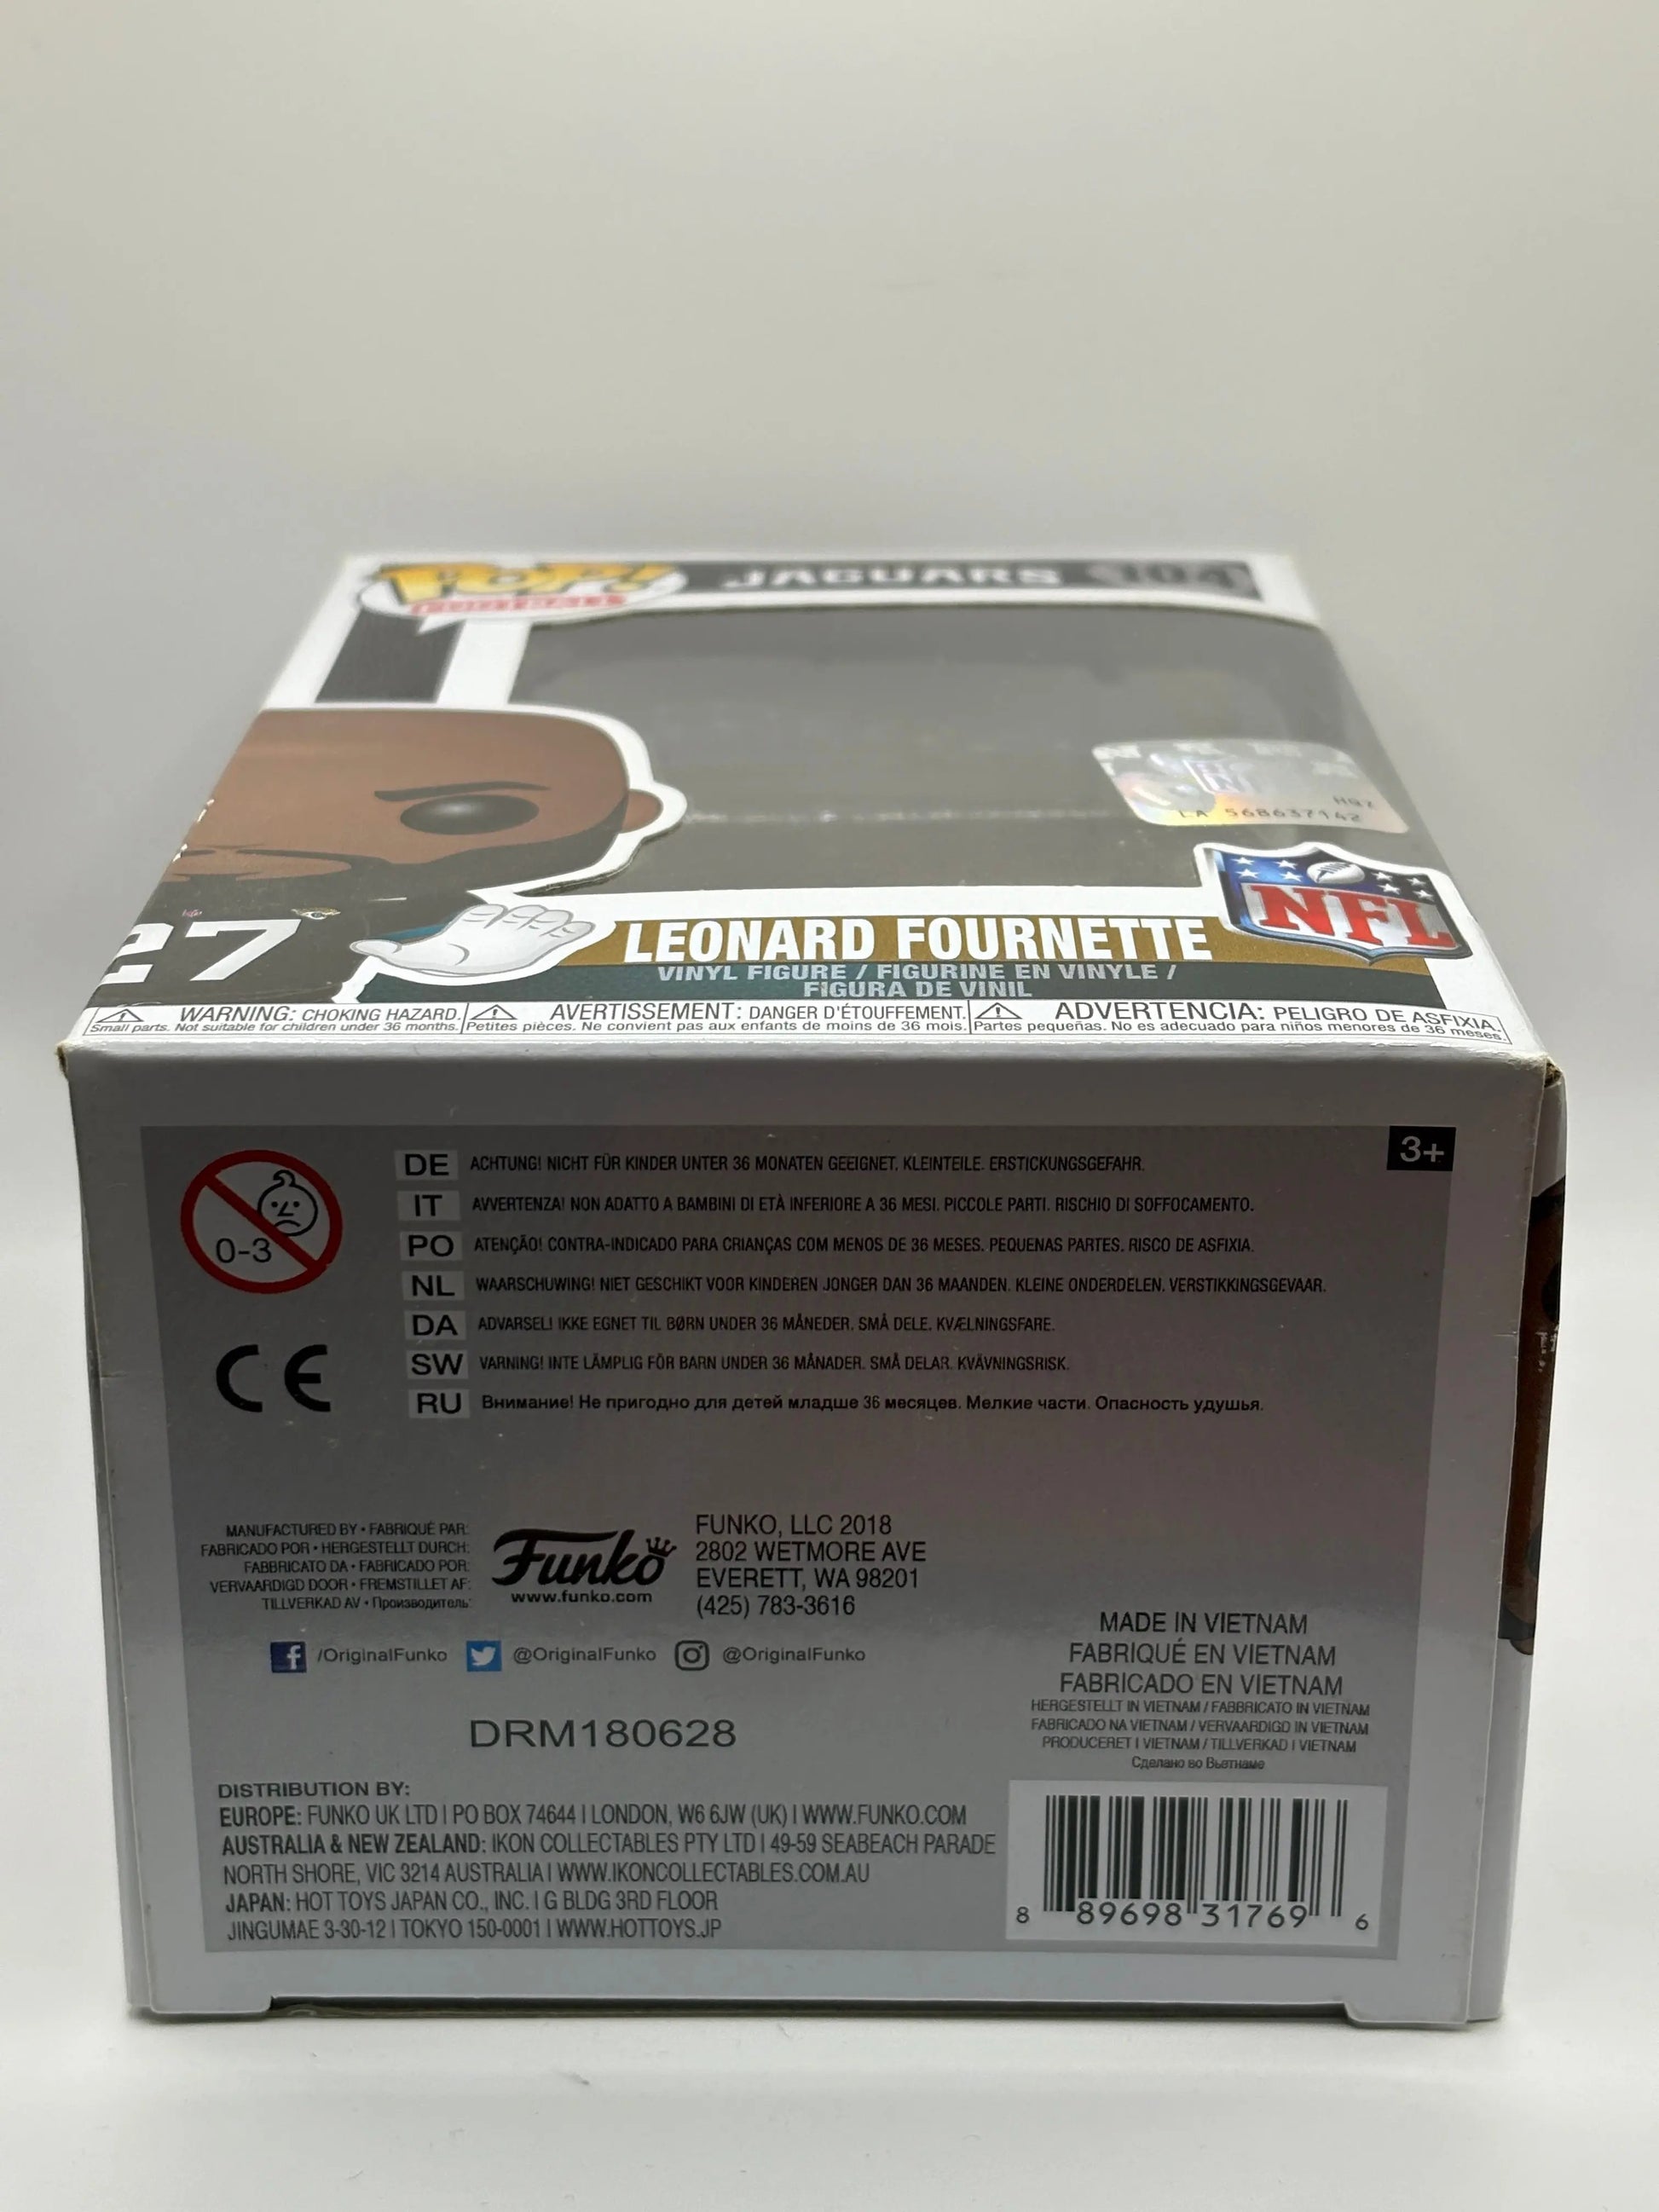 POP!
FOOTBALL
JAGUARS 104
HQZ
LA 568637142
27
NFL
LEONARD FOURNETTE
VINYL FIGURE / FIGURINE EN VINYLE /
FIGURA DE VINIL
WARNING: CHOKING HAZARD.
Small parts. Not suitable for children under 36 months.
AVERTISSEMENT: DANGER D'ÉTOUFFEMENT.
Petites pièces. Ne convient pas aux enfants de moins de 36 mois.
ADVERTENCIA: PELIGRO DE ASFIXIA.
Partes pequeñas. No es adecuado para niños menores de 36 meses.
3+
0-3
DE ACHTUNG! NICHT FÜR KINDER UNTER 36 MONATEN GEEIGNET. KLEINTEILE. ERSTICKUNGSGEFAHR.
IT AVVERTENZA! NON ADATTO A BAMBINI DI ETÀ INFERIORE A 36 MESI. PICCOLE PARTI. RISCHIO DI SOFFOCAMENTO.
PO ATENÇÃO! CONTRA-INDICADO PARA CRIANÇAS COM MENOS DE 36 MESES. PEQUENAS PARTES. RISCO DE ASFIXIA.
NL WAARSCHUWING! NIET GESCHIKT VOOR KINDEREN JONGER DAN 36 MAANDEN. KLEINE ONDERDELEN. VERSTIKKINGSGEVAAR.
DA ADVARSEL! IKKE EGNET TIL BØRN UNDER 36 MÅNEDER. SMÅ DELE. KVÆLNINGSFARE.
SW VARNING! INTE LÄMPLIG FÖR BARN UNDER 36 MÅNADER. SMÅ DELAR. KVÄVNINGSRISK.
RU Внимание! Не пригодно для детей младше 36 месяцев. Мелкие части. Опасность удушья.
CE
MANUFACTURED BY • FABRIQUÉ PAR:
FABRICADO POR • HERGESTELLT DURCH:
FABBRICATO DA • FABRICADO POR:
VERVAARDIGD DOOR • FREMSTILLET AF:
TILLVERKAD AV • Производитель:
Funko
www.funko.com
FUNKO, LLC 2018
2802 WETMORE AVE
EVERETT, WA 98201
(425) 783-3616
/OriginalFunko @OriginalFunko @OriginalFunko
MADE IN VIETNAM
FABRIQUÉ EN VIETNAM
FABRICADO EN VIETNAM
HERGESTELLT IN VIETNAM / FABBRICATO IN VIETNAM
FABRICADO NA VIETNAM / VERVAARDIGD IN VIETNAM
PRODUCERET I VIETNAM / TILLVERKAD I VIETNAM
Сделано во Вьетнаме
DRM180628
DISTRIBUTION BY:
EUROPE: FUNKO UK LTD | PO BOX 74644 | LONDON, W6 6JW (UK) | WWW.FUNKO.COM
AUSTRALIA & NEW ZEALAND: IKON COLLECTABLES PTY LTD | 49-59 SEABEACH PARADE
NORTH SHORE, VIC 3214 AUSTRALIA | WWW.IKONCOLLECTABLES.COM.AU
JAPAN: HOT TOYS JAPAN CO., INC. | G BLDG 3RD FLOOR
JINGUMAE 3-30-12 | TOKYO 150-0001 | WWW.HOTTOYS.JP
8 89698 31769 6